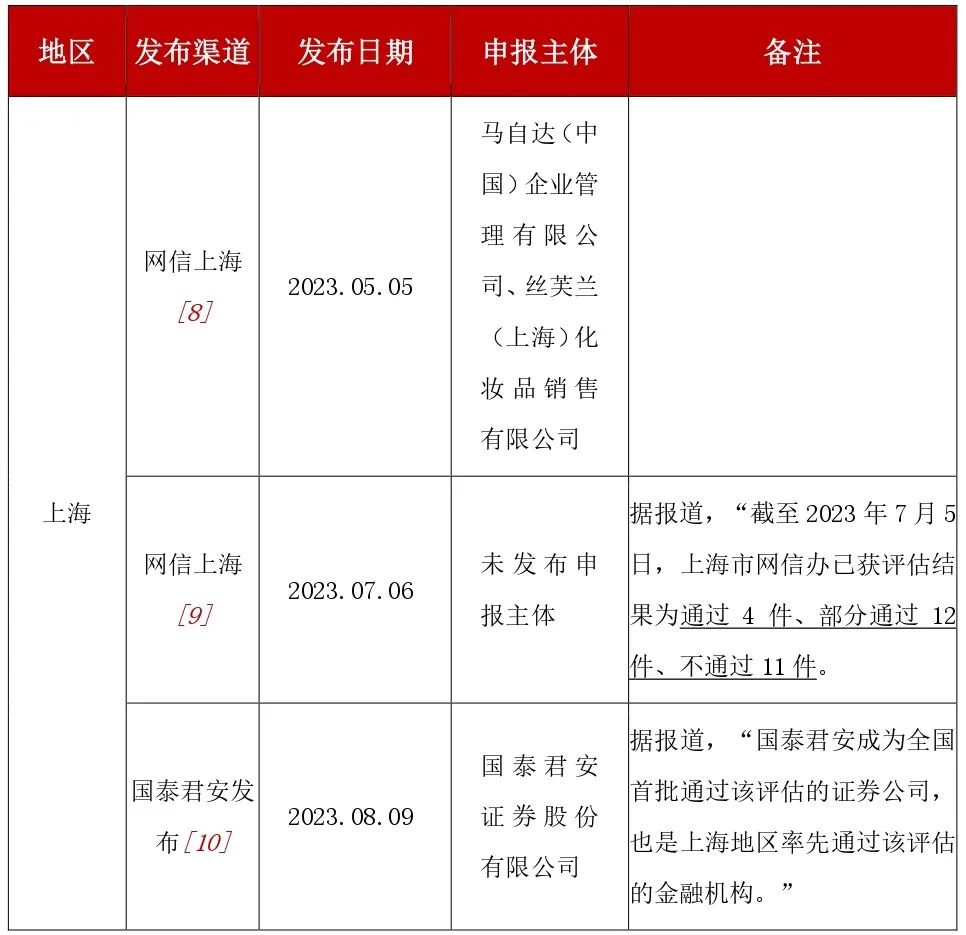 地区 发布渠道 发布日期 申报主体 备注
上海
网信上海
[8]
2023.05.05
马自达（中
国）企业管
理有限公
司、丝芙兰
（上海）化
妆品销售
有限公司
网信上海
[9]
2023.07.06
未发布申
报主体
据报道，“截至2023年7月5
日，上海市网信办已获评估结
果为通过 4 件、部分通过 12
件、不通过11件。
国泰君安发
布[10]
2023.08.09
国泰君安
证券股份
有限公司
据报道，“国泰君安成为全国
首批通过该评估的证券公司，
也是上海地区率先通过该评估
的金融机构。”